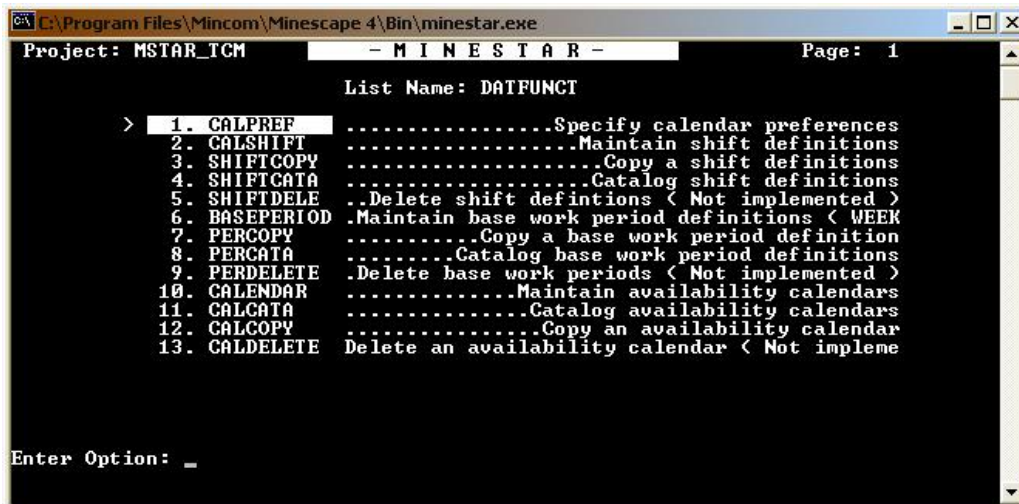 C:\Program Files\Mincom\Minescape 4\Bin\minestar.exe
Project: MSTAR_TCM - M I N E S T A R - Page: 1
List Name: DATFUNCT
> 1. CALPREF .................Specify calendar preferences
2. CALSHIFT ...................Maintain shift definitions
3. SHIFTCOPY .....................Copy a shift definitions
4. SHIFTCATA ....................Catalog shift definitions
5. SHIFTDELE ..Delete shift defintions ( Not implemented )
6. BASEPERIOD .Maintain base work period definitions ( WEEK
7. PERCOPY ...........Copy a base work period definition
8. PERCATA .........Catalog base work period definitions
9. PERDELETE .Delete base work periods ( Not implemented )
10. CALENDAR ..............Maintain availability calendars
11. CALCATA ...............Catalog availability calendars
12. CALCOPY ................Copy an availability calendar
13. CALDELETE Delete an availability calendar ( Not impleme
Enter Option: _